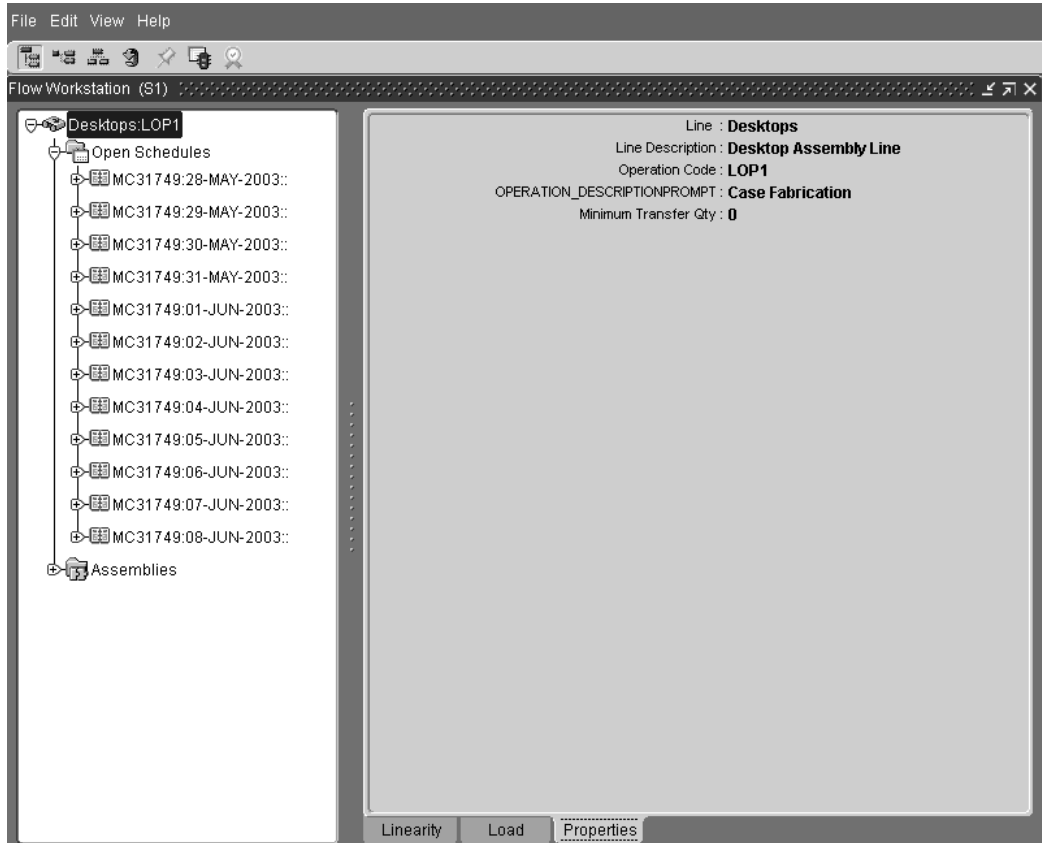 File Edit View Help
Flow Workstation (S1)
Desktops:LOP1
Open Schedules
MC31749:28-MAY-2003::
MC31749:29-MAY-2003::
MC31749:30-MAY-2003::
MC31749:31-MAY-2003::
MC31749:01-JUN-2003::
MC31749:02-JUN-2003::
MC31749:03-JUN-2003::
MC31749:04-JUN-2003::
MC31749:05-JUN-2003::
MC31749:06-JUN-2003::
MC31749:07-JUN-2003::
MC31749:08-JUN-2003::
Assemblies
Line : Desktops
Line Description : Desktop Assembly Line
Operation Code : LOP1
OPERATION_DESCRIPTIONPROMPT : Case Fabrication
Minimum Transfer Qty : 0
Linearity Load Properties